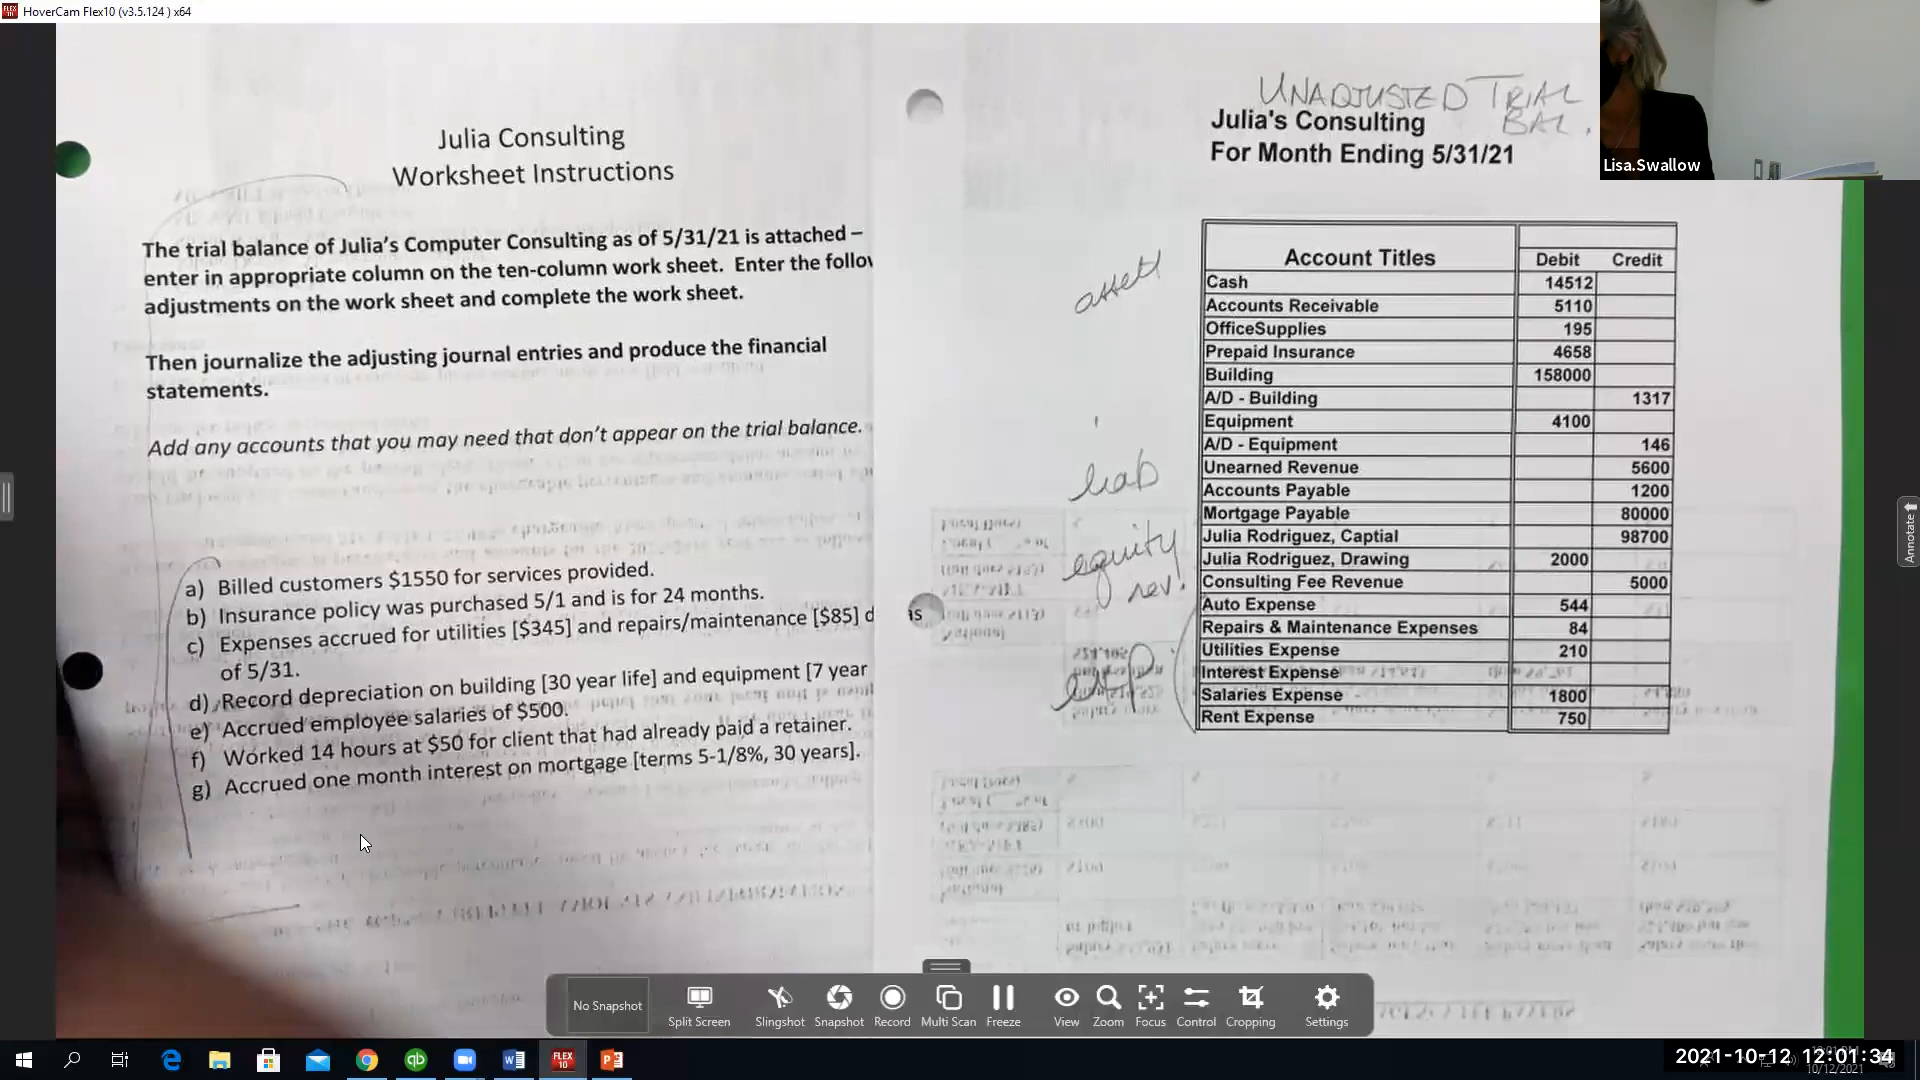 HoverCam Flex10 (v3.5.124 ) x64
Julia Consulting
Worksheet Instructions
The trial balance of Julia's Computer Consulting as of 5/31/21 is attached –
enter in appropriate column on the ten-column work sheet. Enter the
adjustments on the work sheet and complete the work sheet.
Then journalize the adjusting journal entries and produce the financial
statements.
Add any accounts that you may need that don't appear on the trial balance.
a) Billed customers $1550 for services provided.
b) Insurance policy was purchased 5/1 and is for 24 months.
c) Expenses accrued for utilities [$345] and repairs/maintenance [$85]
of 5/31.
d) Record depreciation on building [30 year life] and equipment [7 year
e) Accrued employee salaries of $500.
f) Worked 14 hours at $50 for client that had already paid a retainer.
g) Accrued one month interest on mortgage [terms 5-1/8%, 30 years].
UNADJUSTED TRIAL
BAL.
Julia's Consulting
For Month Ending 5/31/21
Account Titles Debit Credit
Cash 14512
Accounts Receivable 5110
OfficeSupplies 195
Prepaid Insurance 4658
Building 158000
A/D - Building 1317
Equipment 4100
A/D - Equipment 146
Unearned Revenue 5600
Accounts Payable 1200
Mortgage Payable 80000
Julia Rodriguez, Captial 98700
Julia Rodriguez, Drawing 2000
Consulting Fee Revenue 5000
Auto Expense 544
Repairs & Maintenance Expenses 84
Utilities Expense 210
Interest Expense
Salaries Expense 1800
Rent Expense 750
asset
liab
equity
rev.
exp
Lisa.Swallow
Annotate
No Snapshot
Split Screen
Slingshot
Snapshot
Record
Multi Scan
Freeze
View
Zoom
Focus
Control
Cropping
Settings
2021-10-12 12:01:34
10/12/2021